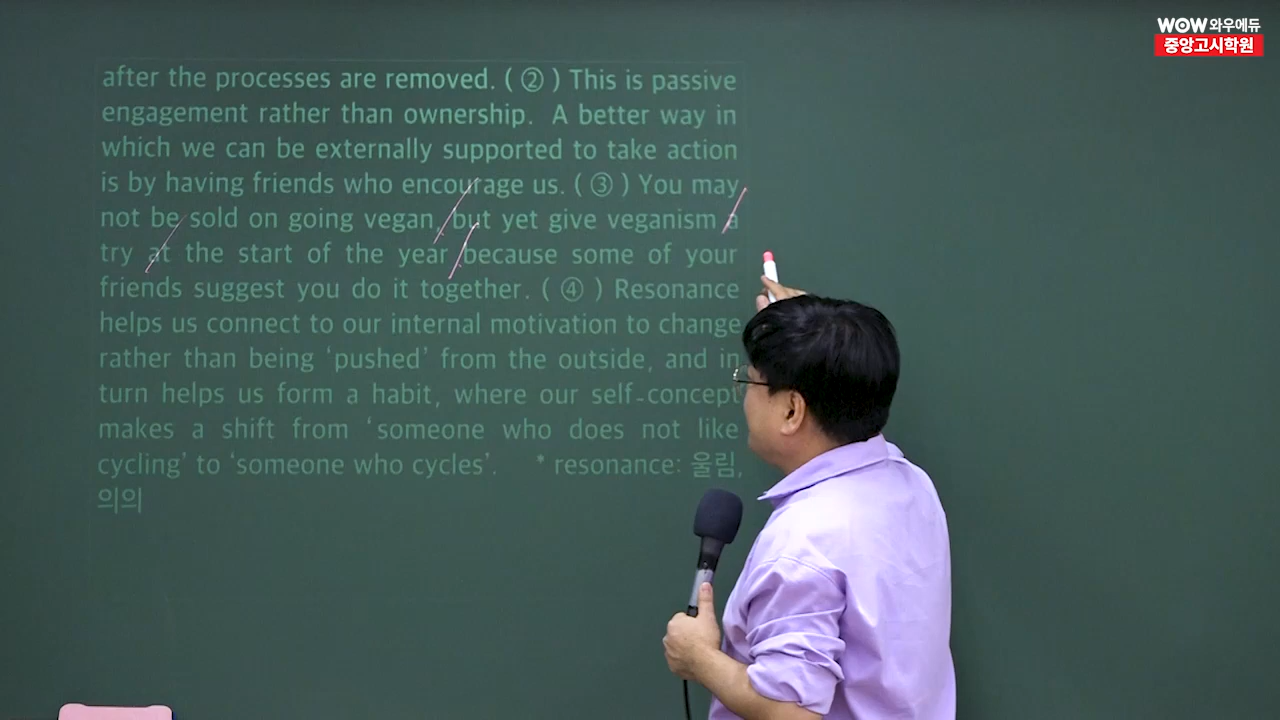 WOW와우에듀
중앙고시학원
after the processes are removed. ( ② ) This is passive
engagement rather than ownership. A better way in
which we can be externally supported to take action
is by having friends who encourage us. ( ③ ) You may
not be sold on going vegan, but yet give veganism a
try at the start of the year because some of your
friends suggest you do it together. ( ④ ) Resonance
helps us connect to our internal motivation to change
rather than being ‘pushed’ from the outside, and in
turn helps us form a habit, where our self-concept
makes a shift from ‘someone who does not like
cycling’ to ‘someone who cycles’. * resonance: 울림,
의의